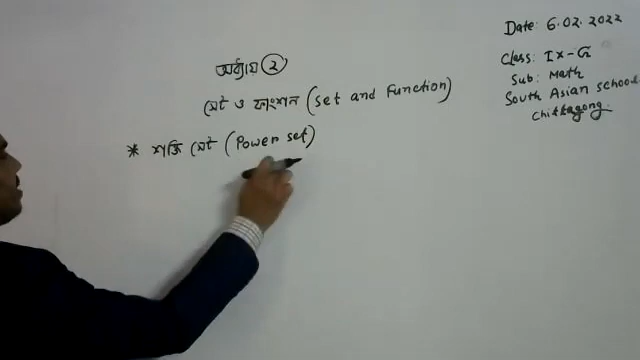 Date: 6.02.2022
Class: IX-G
Sub: Math
South Asian school
Chittagong.
অধ্যায় ২
সেট ও ফাংশন (Set and Function)
* শক্তি সেট (Power set)